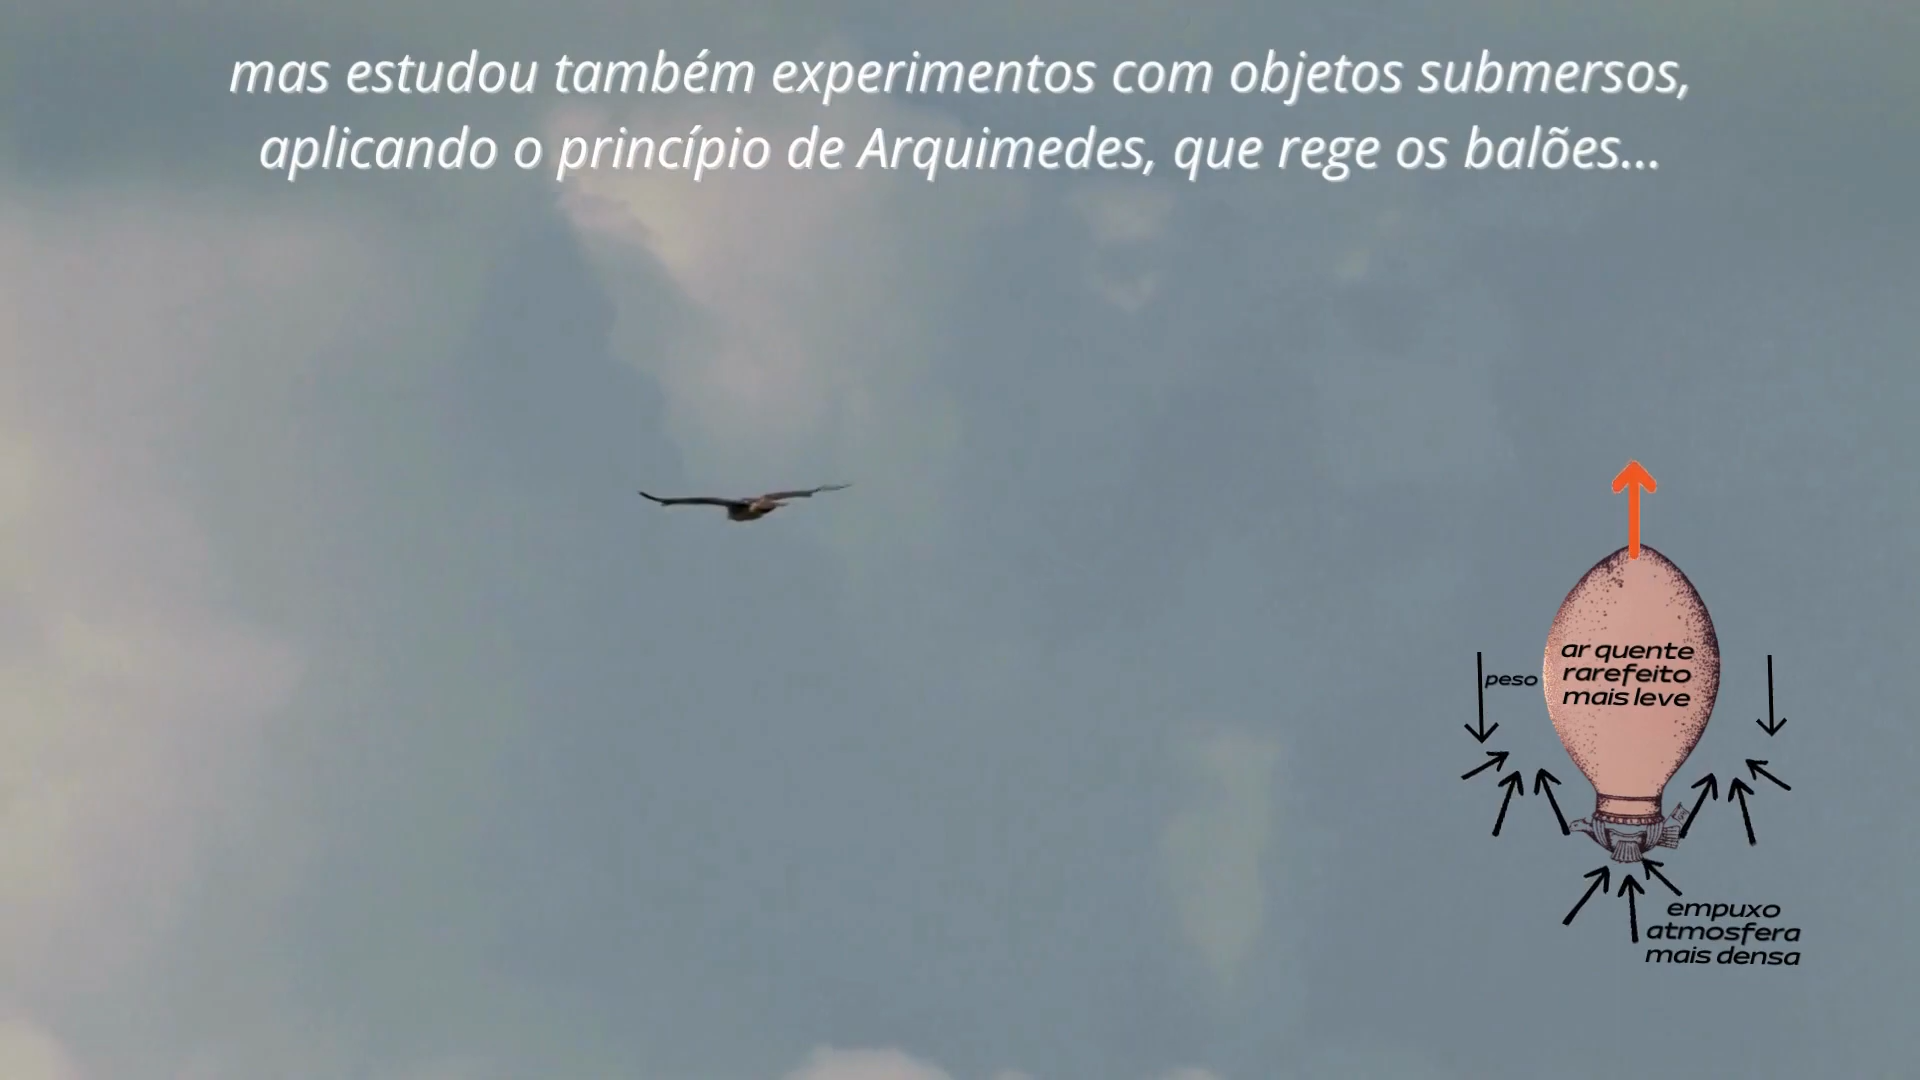 mas estudou também experimentos com objetos submersos,
aplicando o princípio de Arquimedes, que rege os balões...
ar quente
rarefeito
mais leve
peso
empuxo
atmosfera
mais densa